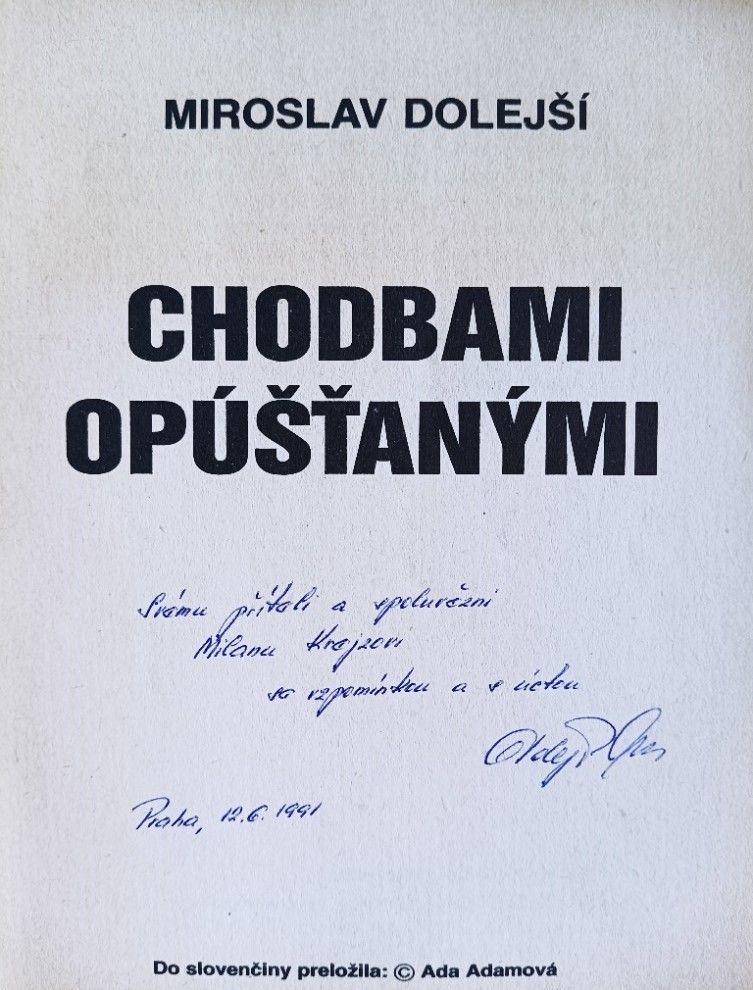 MIROSLAV DOLEJŠÍ
CHODBAMI
OPÚŠŤANÝMI
Svému příteli a spoluvězni
Milanu Krajzovi
se vzpomínkou a s úctou
Praha, 12.6.1991
Do slovenčiny preložila: © Ada Adamová